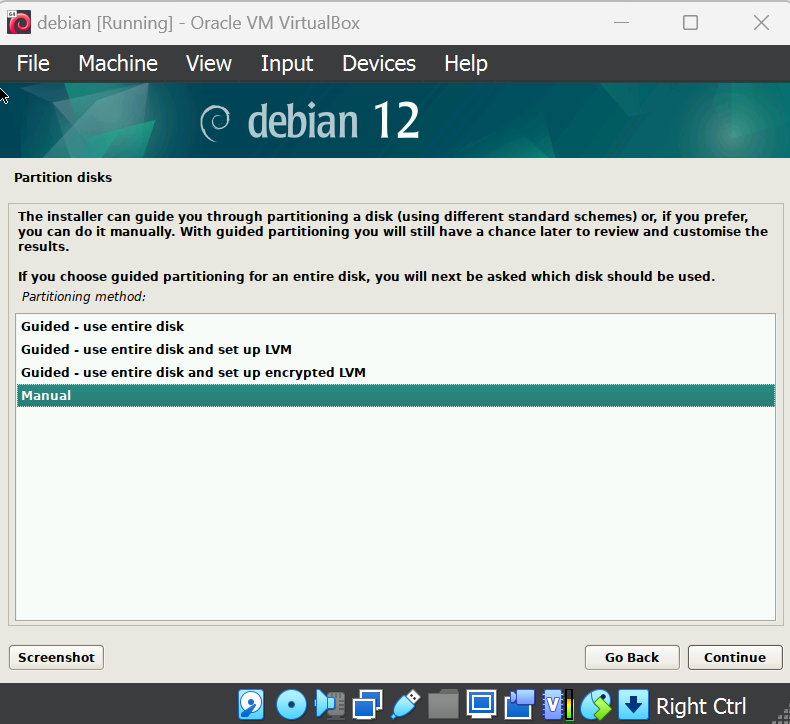 debian [Running] - Oracle VM VirtualBox
File Machine View Input Devices Help
debian 12
Partition disks
The installer can guide you through partitioning a disk (using different standard schemes) or, if you prefer,
you can do it manually. With guided partitioning you will still have a chance later to review and customise the
results.
If you choose guided partitioning for an entire disk, you will next be asked which disk should be used.
Partitioning method:
Guided - use entire disk
Guided - use entire disk and set up LVM
Guided - use entire disk and set up encrypted LVM
Manual
Screenshot Go Back Continue
Right Ctrl